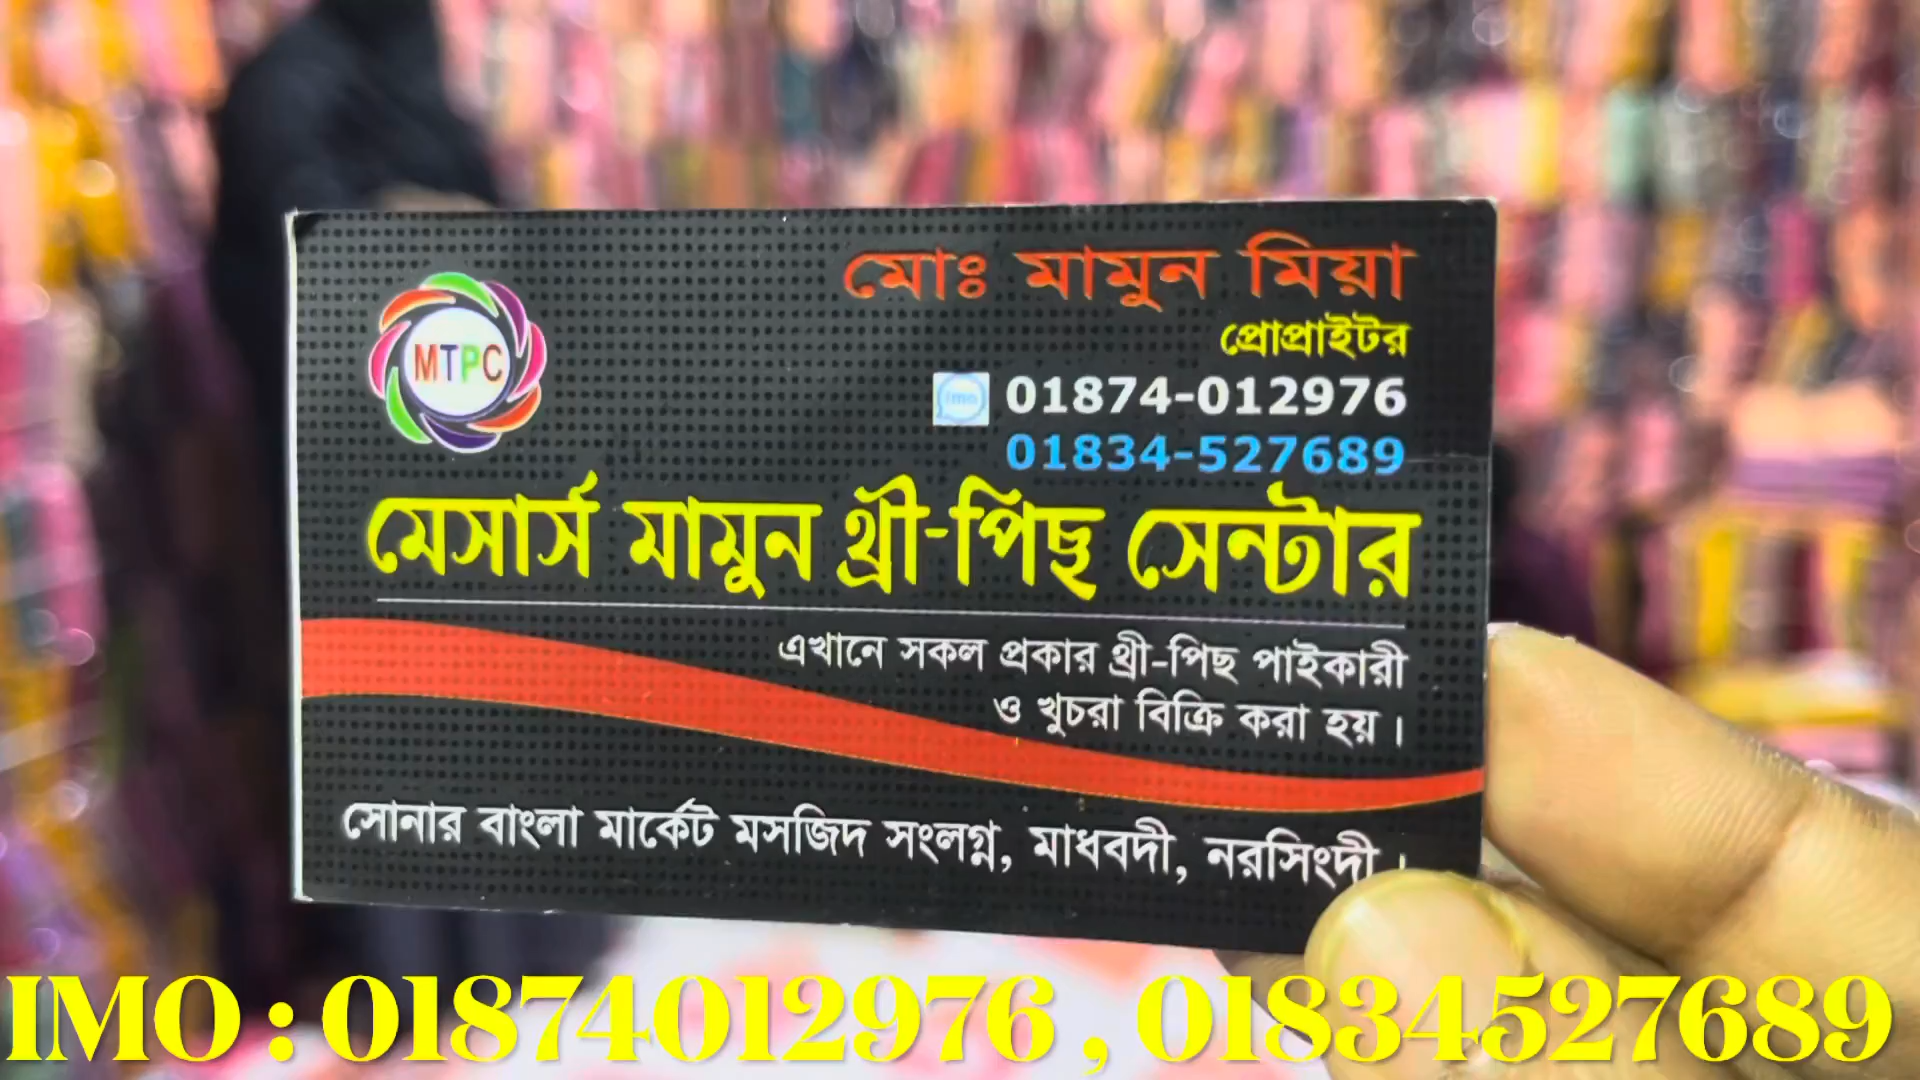 MTPC
মোঃ মামুন মিয়া
প্রোপ্রাইটর
imo 01874-012976
01834-527689
মেসার্স মামুন থ্রী-পিছ সেন্টার
এখানে সকল প্রকার থ্রী-পিছ পাইকারী
ও খুচরা বিক্রি করা হয়।
সোনার বাংলা মার্কেট মসজিদ সংলগ্ন, মাধবদী, নরসিংদী।
IMO : 01874012976 , 01834527689